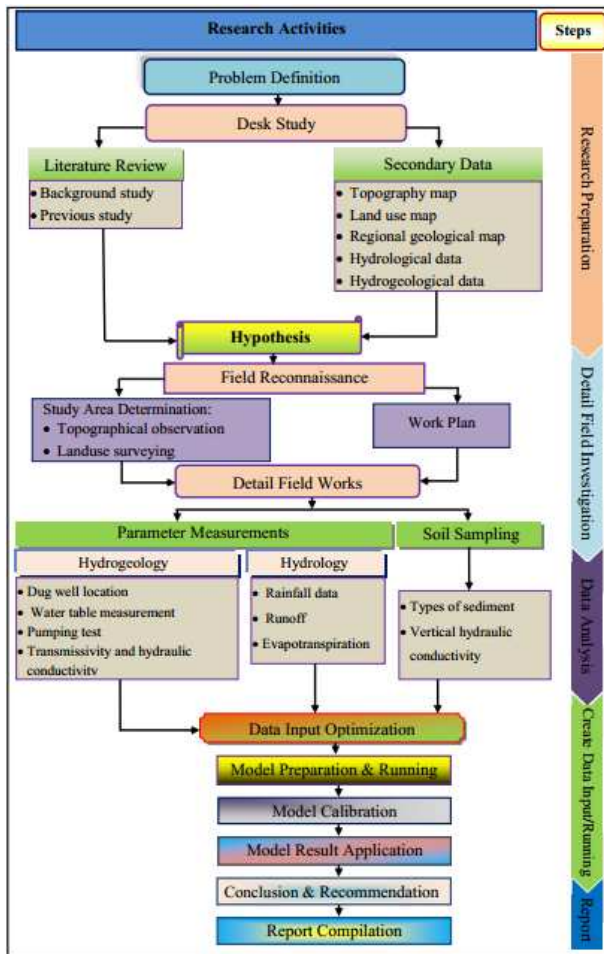 Research Activities
Steps
Problem Definition
Desk Study
Literature Review
• Background study
• Previous study
Secondary Data
• Topography map
• Land use map
• Regional geological map
• Hydrological data
• Hydrogeological data
Hypothesis
Field Reconnaissance
Study Area Determination:
• Topographical observation
• Landuse surveying
Work Plan
Detail Field Works
Parameter Measurements
Soil Sampling
Hydrogeology
• Dug well location
• Water table measurement
• Pumping test
• Transmissivity and hydraulic
conductivity
Hydrology
• Rainfall data
• Runoff
• Evapotranspiration
• Types of sediment
• Vertical hydraulic
conductivity
Data Input Optimization
Model Preparation & Running
Model Calibration
Model Result Application
Conclusion & Recommendation
Report Compilation
Research Preparation
Detail Field Investigation
Data Analysis
Create Data Input/Running
Report